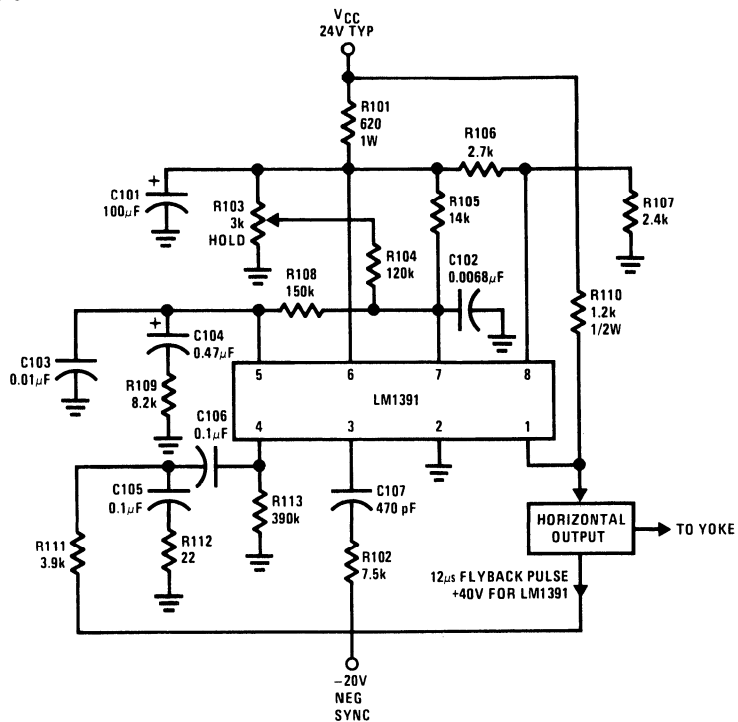 VCC
24V TYP
R101
620
1W
R106
2.7k
C101
100μF
+
R103
3k
HOLD
R105
14k
R107
2.4k
R104
120k
C102
0.0068μF
R108
150k
R110
1.2k
1/2W
+
C104
0.47μF
C103
0.01μF
R109
8.2k
5 6 7 8
LM1391
4 3 2 1
C106
0.1μF
C105
0.1μF
R113
390k
C107
470 pF
HORIZONTAL
OUTPUT
TO YOKE
R111
3.9k
R112
22
R102
7.5k
12μs FLYBACK PULSE
+40V FOR LM1391
−20V
NEG
SYNC